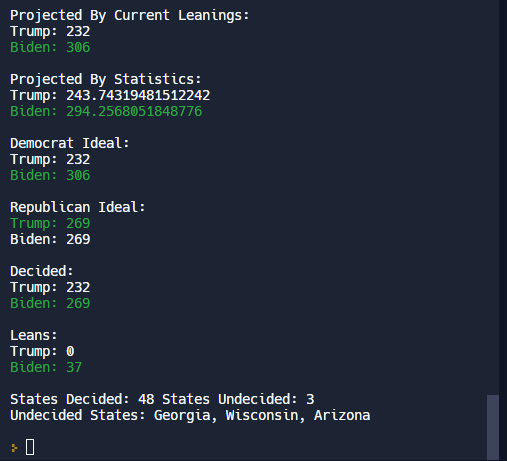 Projected By Current Leanings:
Trump: 232
Biden: 306
Projected By Statistics:
Trump: 243.74319481512242
Biden: 294.2568051848776
Democrat Ideal:
Trump: 232
Biden: 306
Republican Ideal:
Trump: 269
Biden: 269
Decided:
Trump: 232
Biden: 269
Leans:
Trump: 0
Biden: 37
States Decided: 48 States Undecided: 3
Undecided States: Georgia, Wisconsin, Arizona